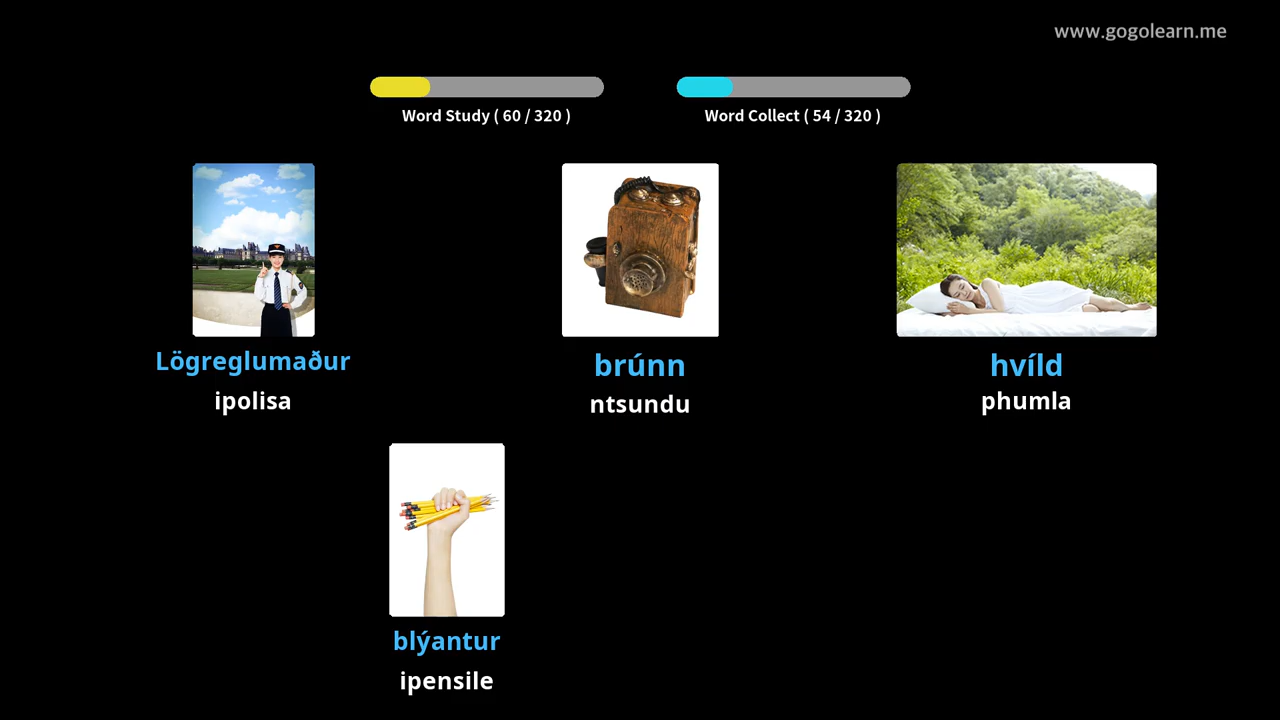 www.gogolearn.me
Word Study ( 60 / 320 )
Word Collect ( 54 / 320 )
Lögreglumaður
ipolisa
brúnn
ntsundu
hvíld
phumla
blýantur
ipensile